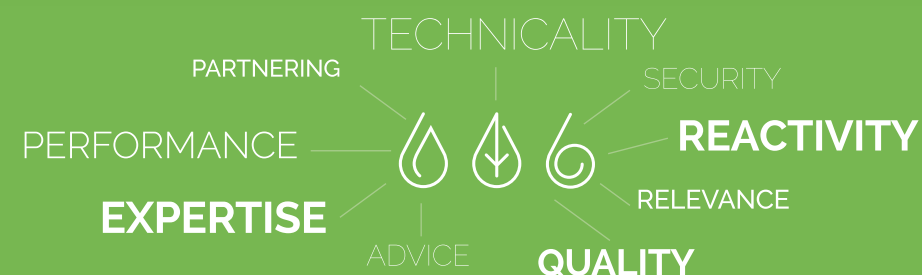 TECHNICALITY
PARTNERING
SECURITY
PERFORMANCE
REACTIVITY
EXPERTISE
RELEVANCE
ADVICE
QUALITY